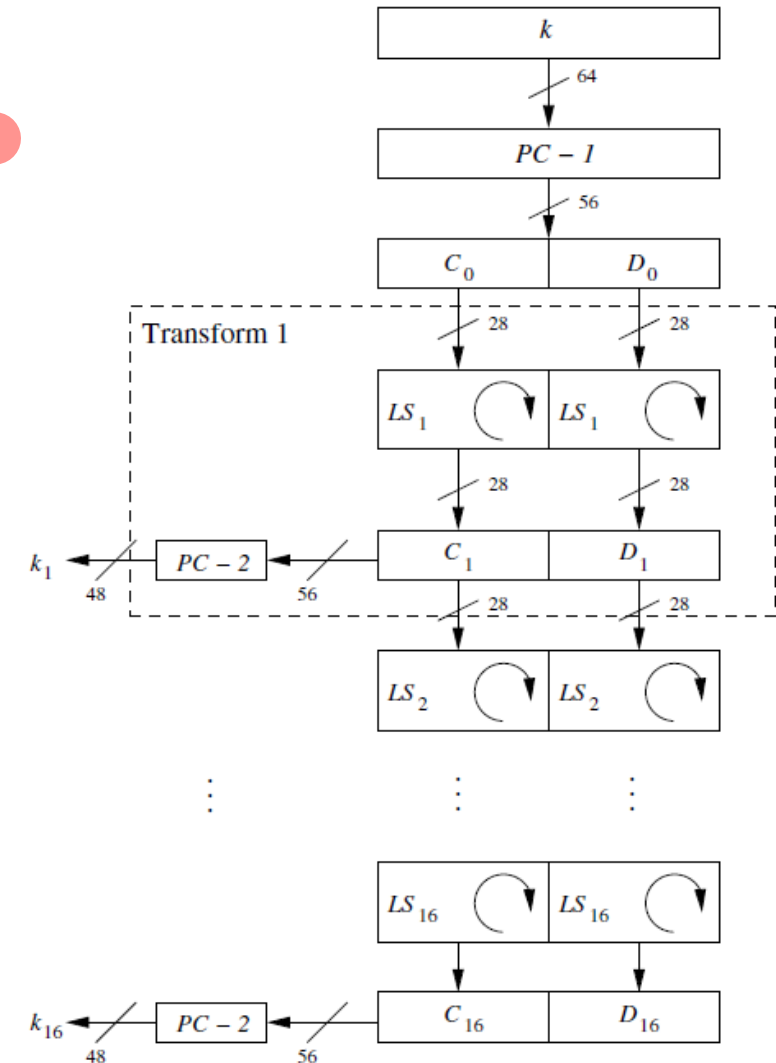 k
64
PC – 1
56
C0 D0
Transform 1
28 28
LS1 LS1
28 28
k1 48 PC – 2 56 C1 D1
28 28
LS2 LS2
⋮ ⋮ ⋮
LS16 LS16
k16 48 PC – 2 56 C16 D16